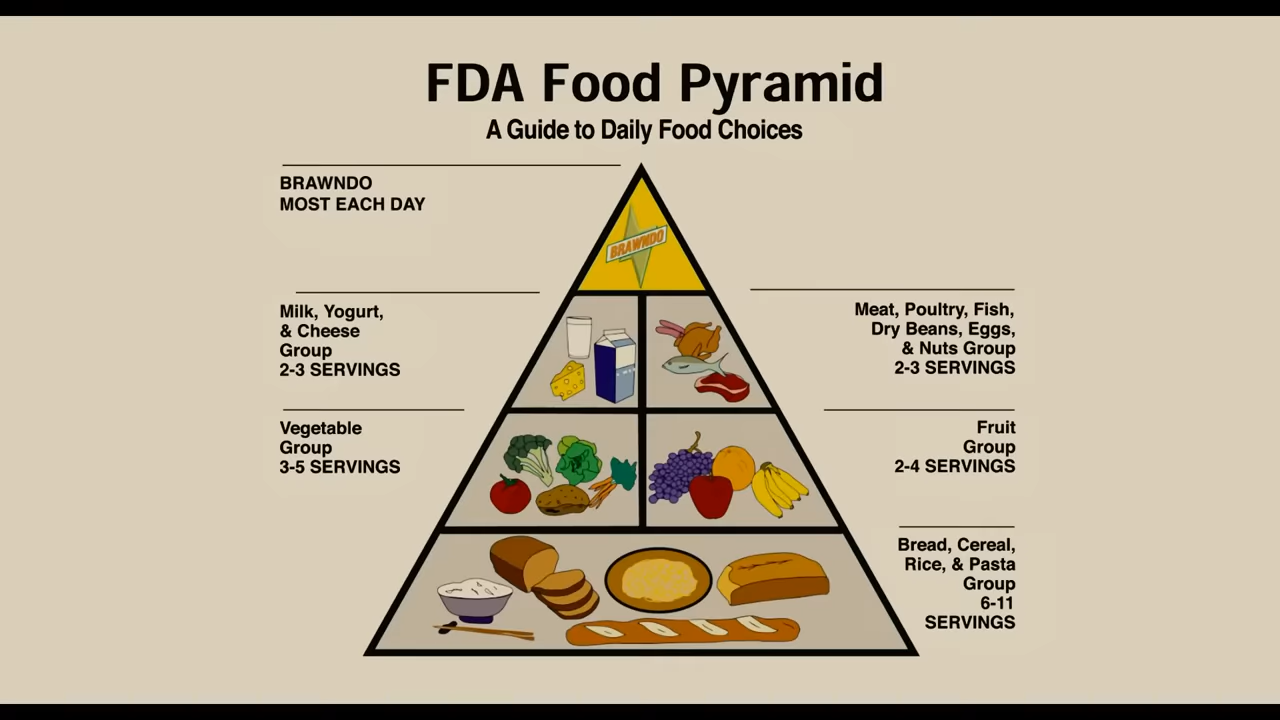 FDA Food Pyramid
A Guide to Daily Food Choices
BRAWNDO
MOST EACH DAY
BRAWNDO
Milk, Yogurt,
& Cheese
Group
2-3 SERVINGS
Meat, Poultry, Fish,
Dry Beans, Eggs,
& Nuts Group
2-3 SERVINGS
Vegetable
Group
3-5 SERVINGS
Fruit
Group
2-4 SERVINGS
Bread, Cereal,
Rice, & Pasta
Group
6-11
SERVINGS